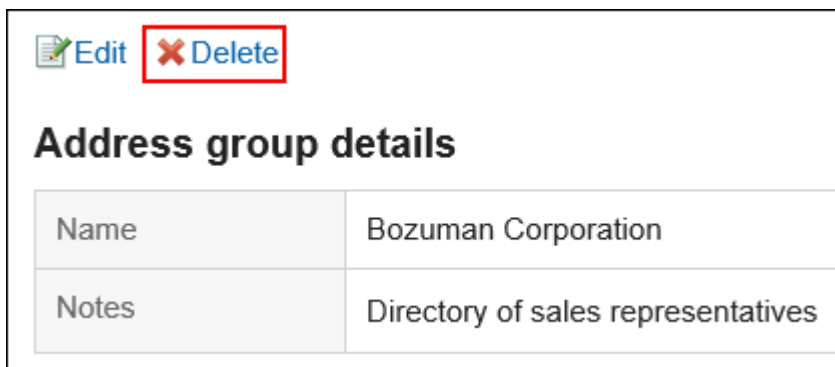 Edit Delete
Address group details
Name Bozuman Corporation
Notes Directory of sales representatives